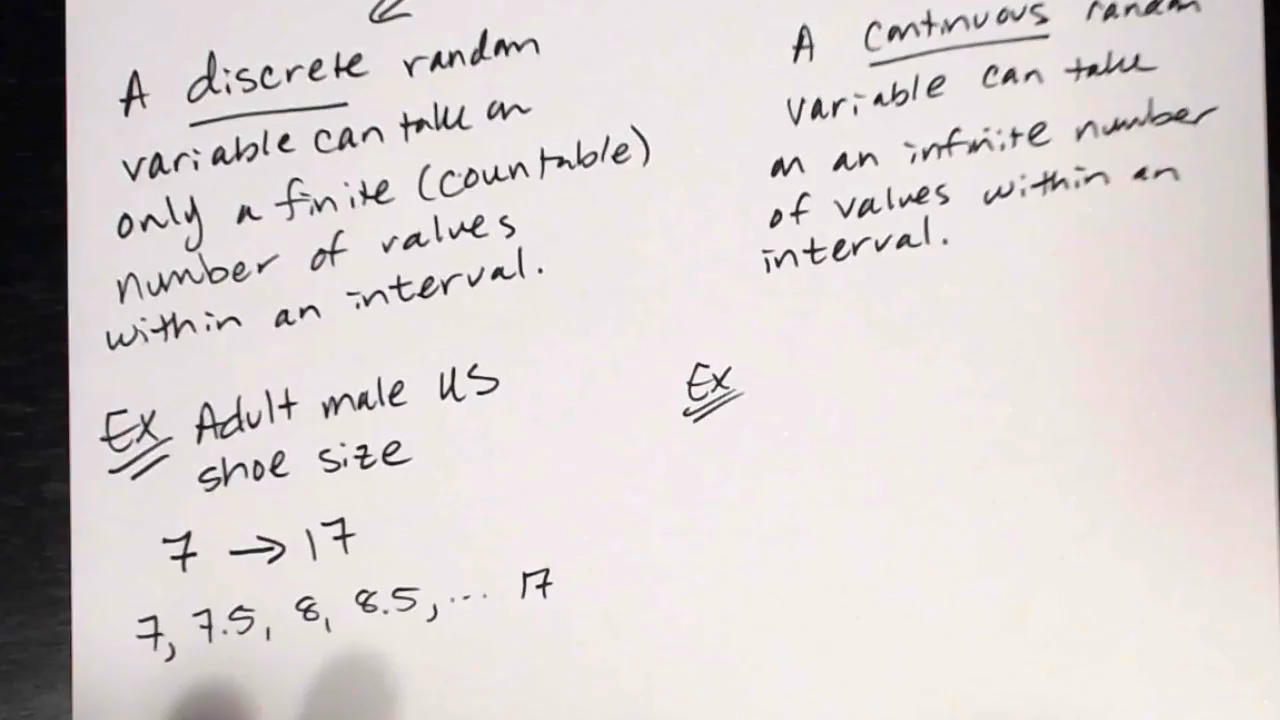 A discrete random
variable can take on
only a finite (countable)
number of values
within an interval.
Ex Adult male US
shoe size
7 → 17
7, 7.5, 8, 8.5, ... 17
A continuous random
variable can take
on an infinite number
of values within an
interval.
Ex